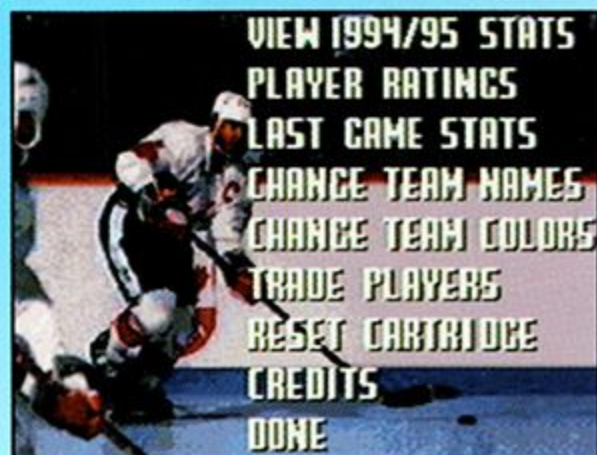 VIEW 1994/95 STATS
PLAYER RATINGS
LAST GAME STATS
CHANGE TEAM NAMES
CHANGE TEAM COLORS
TRADE PLAYERS
RESET CARTRIDGE
CREDITS
DONE